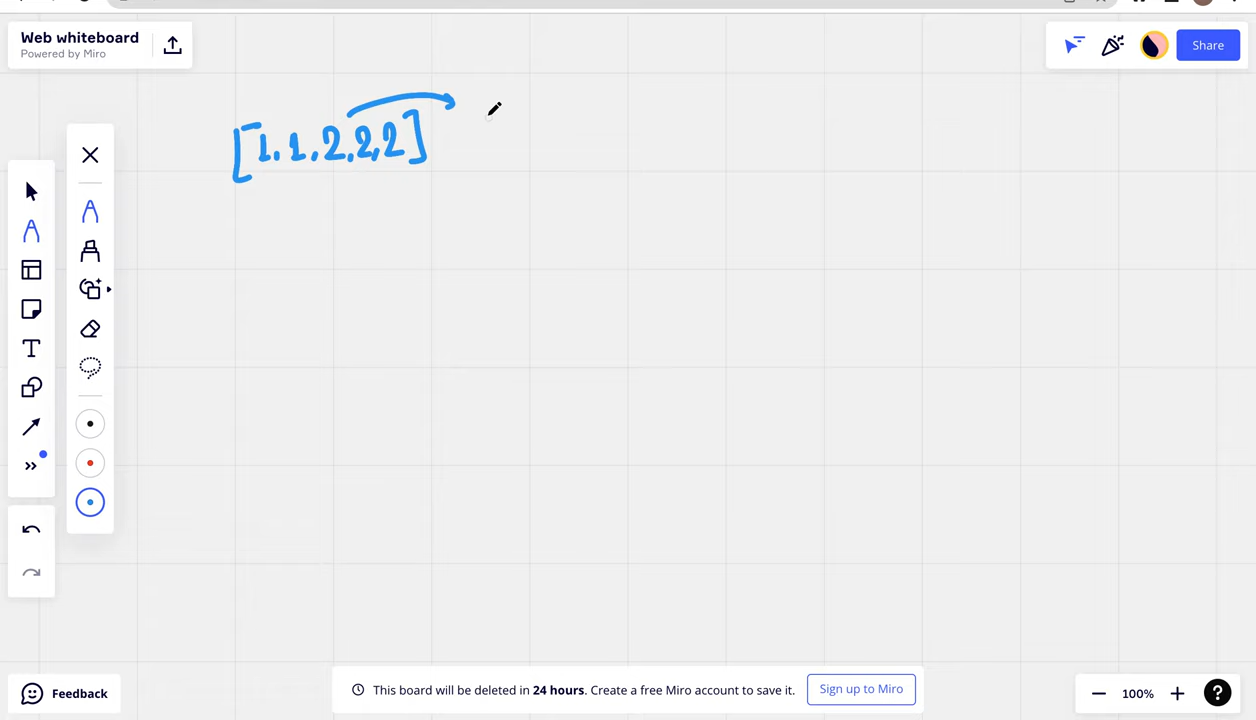 Web whiteboard
Powered by Miro
Share
[1,1,2,2,2]
T
Feedback
This board will be deleted in 24 hours. Create a free Miro account to save it.
Sign up to Miro
100%
?